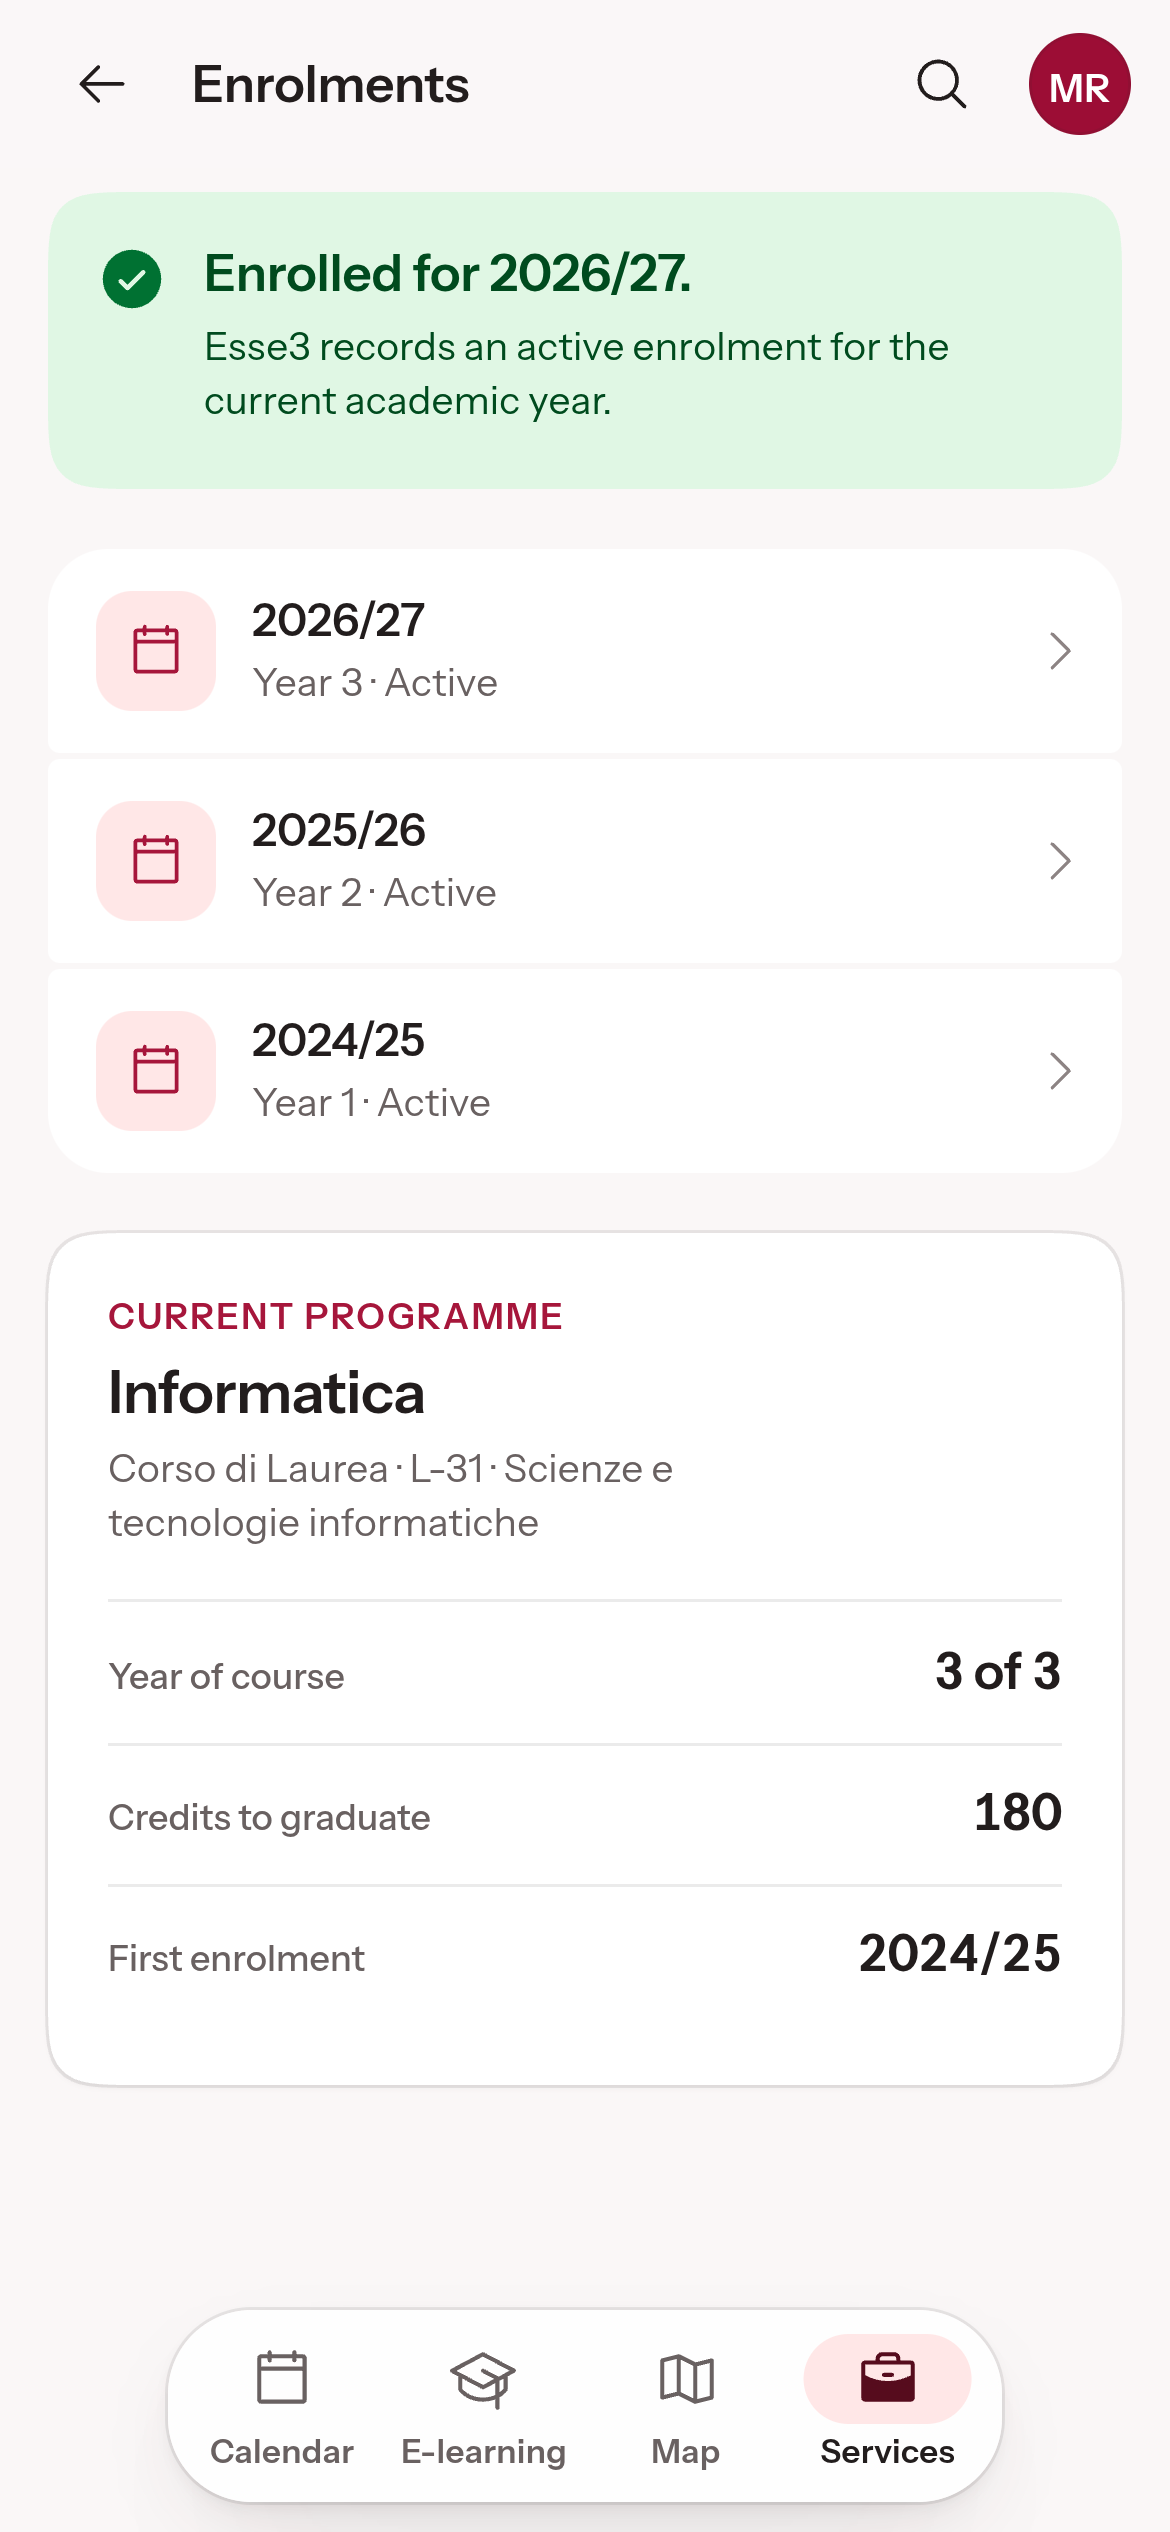 Enrolments
MR
Enrolled for 2026/27.
Esse3 records an active enrolment for the
current academic year.
2026/27
Year 3 · Active
2025/26
Year 2 · Active
2024/25
Year 1 · Active
CURRENT PROGRAMME
Informatica
Corso di Laurea · L-31 · Scienze e
tecnologie informatiche
Year of course 3 of 3
Credits to graduate 180
First enrolment 2024/25
Calendar E-learning Map Services